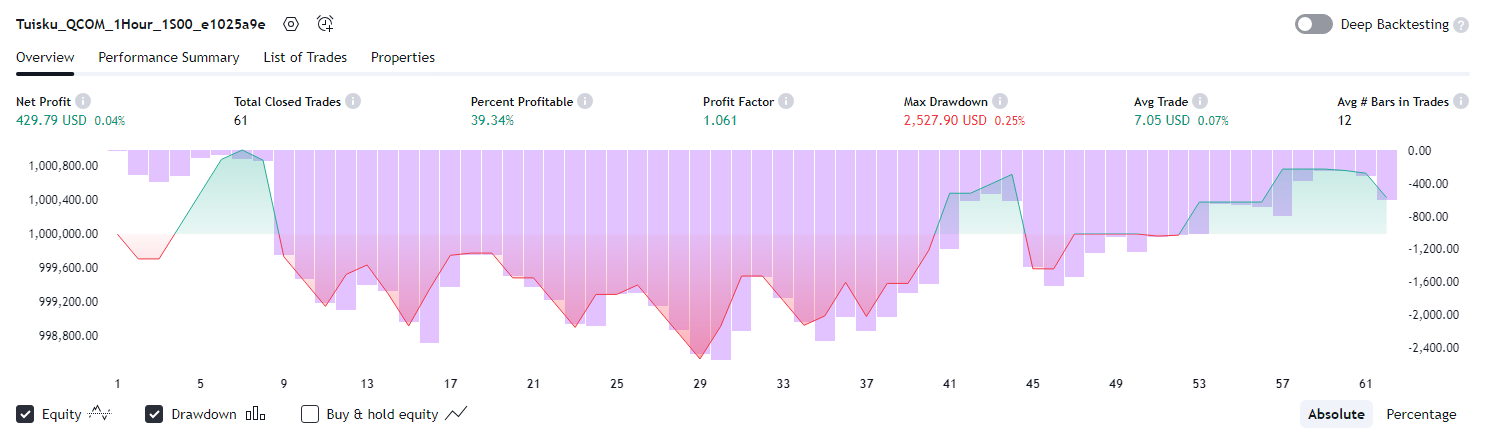 Tuisku_QCOM_1Hour_1S00_e1025a9e Deep Backtesting ?
Overview Performance Summary List of Trades Properties
Net Profit i Total Closed Trades i Percent Profitable i Profit Factor i Max Drawdown i Avg Trade i Avg # Bars in Trades i
429.79 USD 0.04% 61 39.34% 1.061 2,527.90 USD 0.25% 7.05 USD 0.07% 12
1,000,800.00
1,000,400.00
1,000,000.00
999,600.00
999,200.00
998,800.00
0.00
-400.00
-800.00
-1,200.00
-1,600.00
-2,000.00
-2,400.00
1 5 9 13 17 21 25 29 33 37 41 45 49 53 57 61
Equity Drawdown Buy & hold equity Absolute Percentage